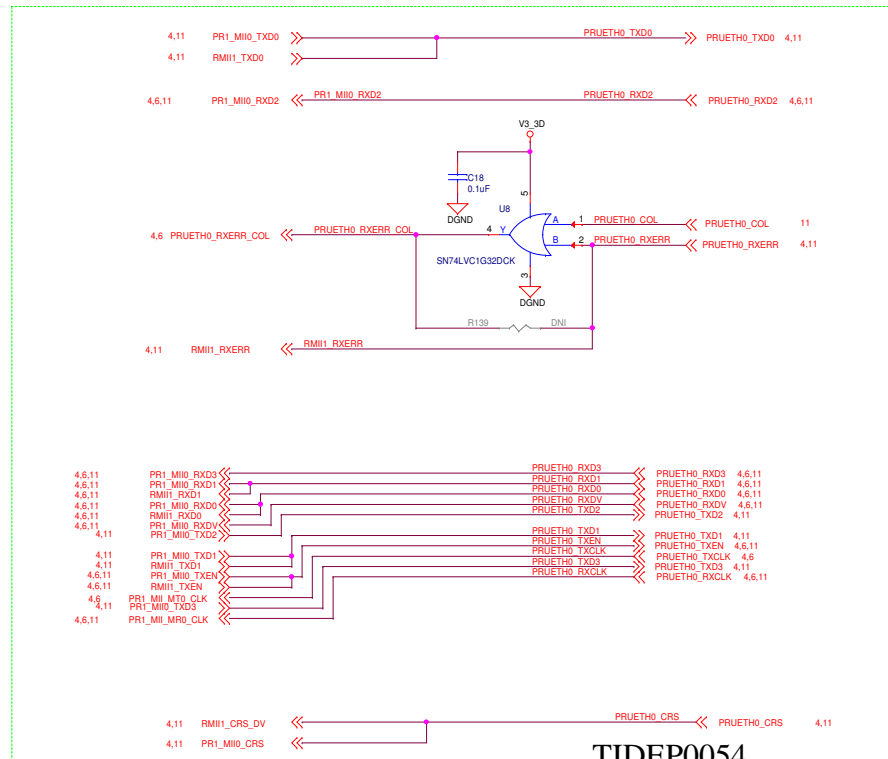 4,11 PR1_MII0_TXD0 PRUETH0_TXD0 PRUETH0_TXD0 4,11
4,11 RMII1_TXD0
4,6,11 PR1_MII0_RXD2 PR1_MII0_RXD2 PRUETH0_RXD2 PRUETH0_RXD2 4,6,11
V3_3D
C18
0.1uF
5
DGND
U8
4,6 PRUETH0_RXERR_COL PRUETH0_RXERR_COL 4 Y A 1 PRUETH0_COL PRUETH0_COL 11
B 2 PRUETH0_RXERR PRUETH0_RXERR 4,11
SN74LVC1G32DCK
3
DGND
R139 DNI
4,11 RMII1_RXERR RMII1_RXERR
4,6,11 PR1_MII0_RXD3 PRUETH0_RXD3 PRUETH0_RXD3 4,6,11
4,6,11 PR1_MII0_RXD1 PRUETH0_RXD1 PRUETH0_RXD1 4,6,11
4,6,11 RMII1_RXD1 PRUETH0_RXD0 PRUETH0_RXD0 4,6,11
4,6,11 PR1_MII0_RXD0 PRUETH0_RXDV PRUETH0_RXDV 4,6,11
4,6,11 RMII1_RXD0 PRUETH0_TXD2 PRUETH0_TXD2 4,11
4,6,11 PR1_MII0_RXDV
4,11 PR1_MII0_TXD2 PRUETH0_TXD1 PRUETH0_TXD1 4,11
PRUETH0_TXEN PRUETH0_TXEN 4,6,11
4,11 PR1_MII0_TXD1 PRUETH0_TXCLK PRUETH0_TXCLK 4,6
4,11 RMII1_TXD1 PRUETH0_TXD3 PRUETH0_TXD3 4,11
4,6,11 PR1_MII0_TXEN PRUETH0_RXCLK PRUETH0_RXCLK 4,6,11
4,6,11 RMII1_TXEN
4,6 PR1_MII_MT0_CLK
4,11 PR1_MII0_TXD3
4,6,11 PR1_MII_MR0_CLK
4,11 RMII1_CRS_DV PRUETH0_CRS PRUETH0_CRS 4,11
4,11 PR1_MII0_CRS
TIDEP0054